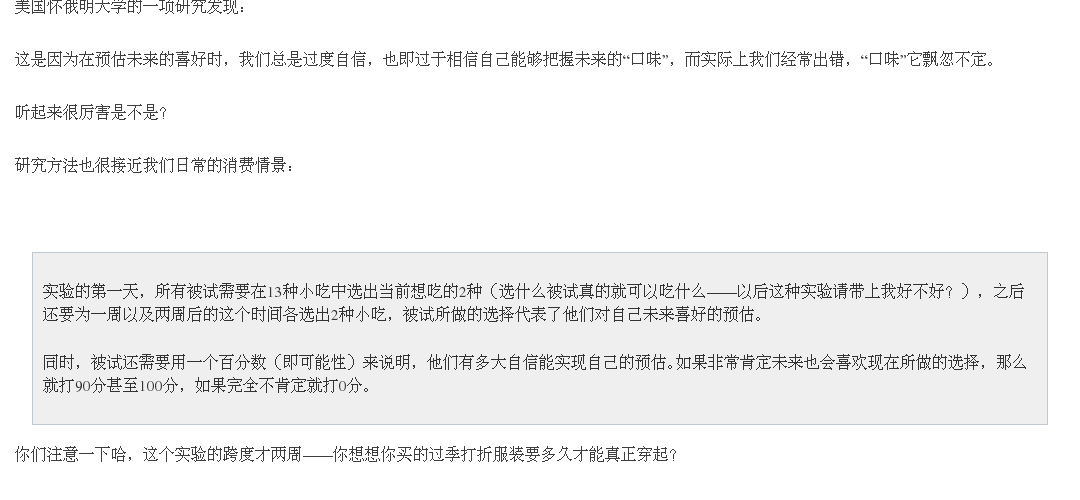 美国怀俄明大学的一项研究发现：
这是因为在预估未来的喜好时，我们总是过度自信，也即过于相信自己能够把握未来的“口味”，而实际上我们经常出错，“口味”它飘忽不定。
听起来很厉害是不是？
研究方法也很接近我们日常的消费情景：
实验的第一天，所有被试需要在13种小吃中选出当前想吃的2种（选什么被试真的就可以吃什么——以后这种实验请带上我好不好？），之后
还要为一周以及两周后的这个时间各选出2种小吃，被试所做的选择代表了他们对自己未来喜好的预估。
同时，被试还需要用一个百分数（即可能性）来说明，他们有多大自信能实现自己的预估。如果非常肯定未来也会喜欢现在所做的选择，那么
就打90分甚至100分，如果完全不肯定就打0分。
你们注意一下哈，这个实验的跨度才两周——你想想你买的过季打折服装要多久才能真正穿起？